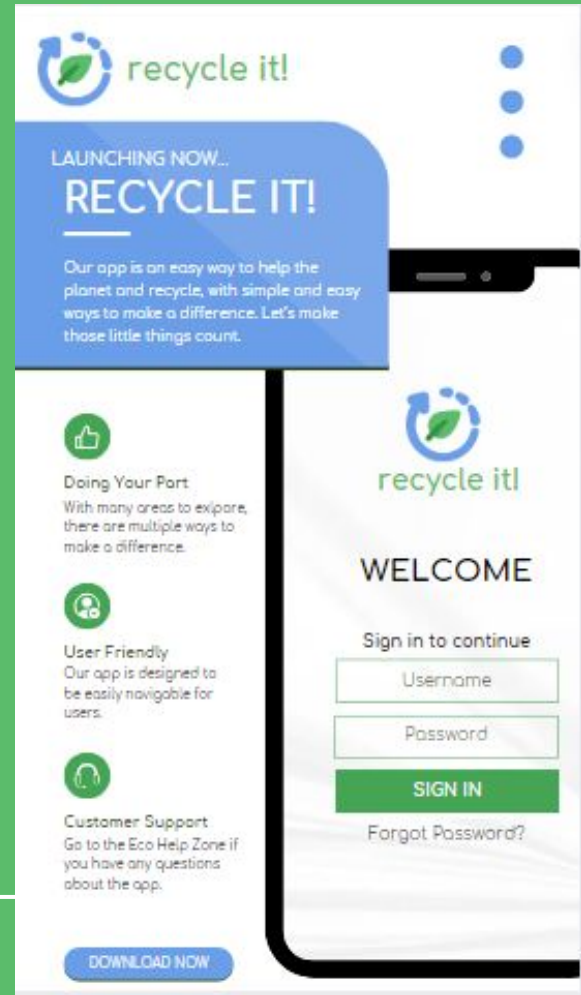 recycle it!
LAUNCHING NOW...
RECYCLE IT!
Our app is an easy way to help the
planet and recycle, with simple and easy
ways to make a difference. Let's make
those little things count.
Doing Your Part
With many areas to exlpore,
there are multiple ways to
make a difference.
User Friendly
Our app is designed to
be easily navigable for
users.
Customer Support
Go to the Eco Help Zone if
you have any questions
about the app.
DOWNLOAD NOW
recycle it!
WELCOME
Sign in to continue
Username
Password
SIGN IN
Forgot Password?